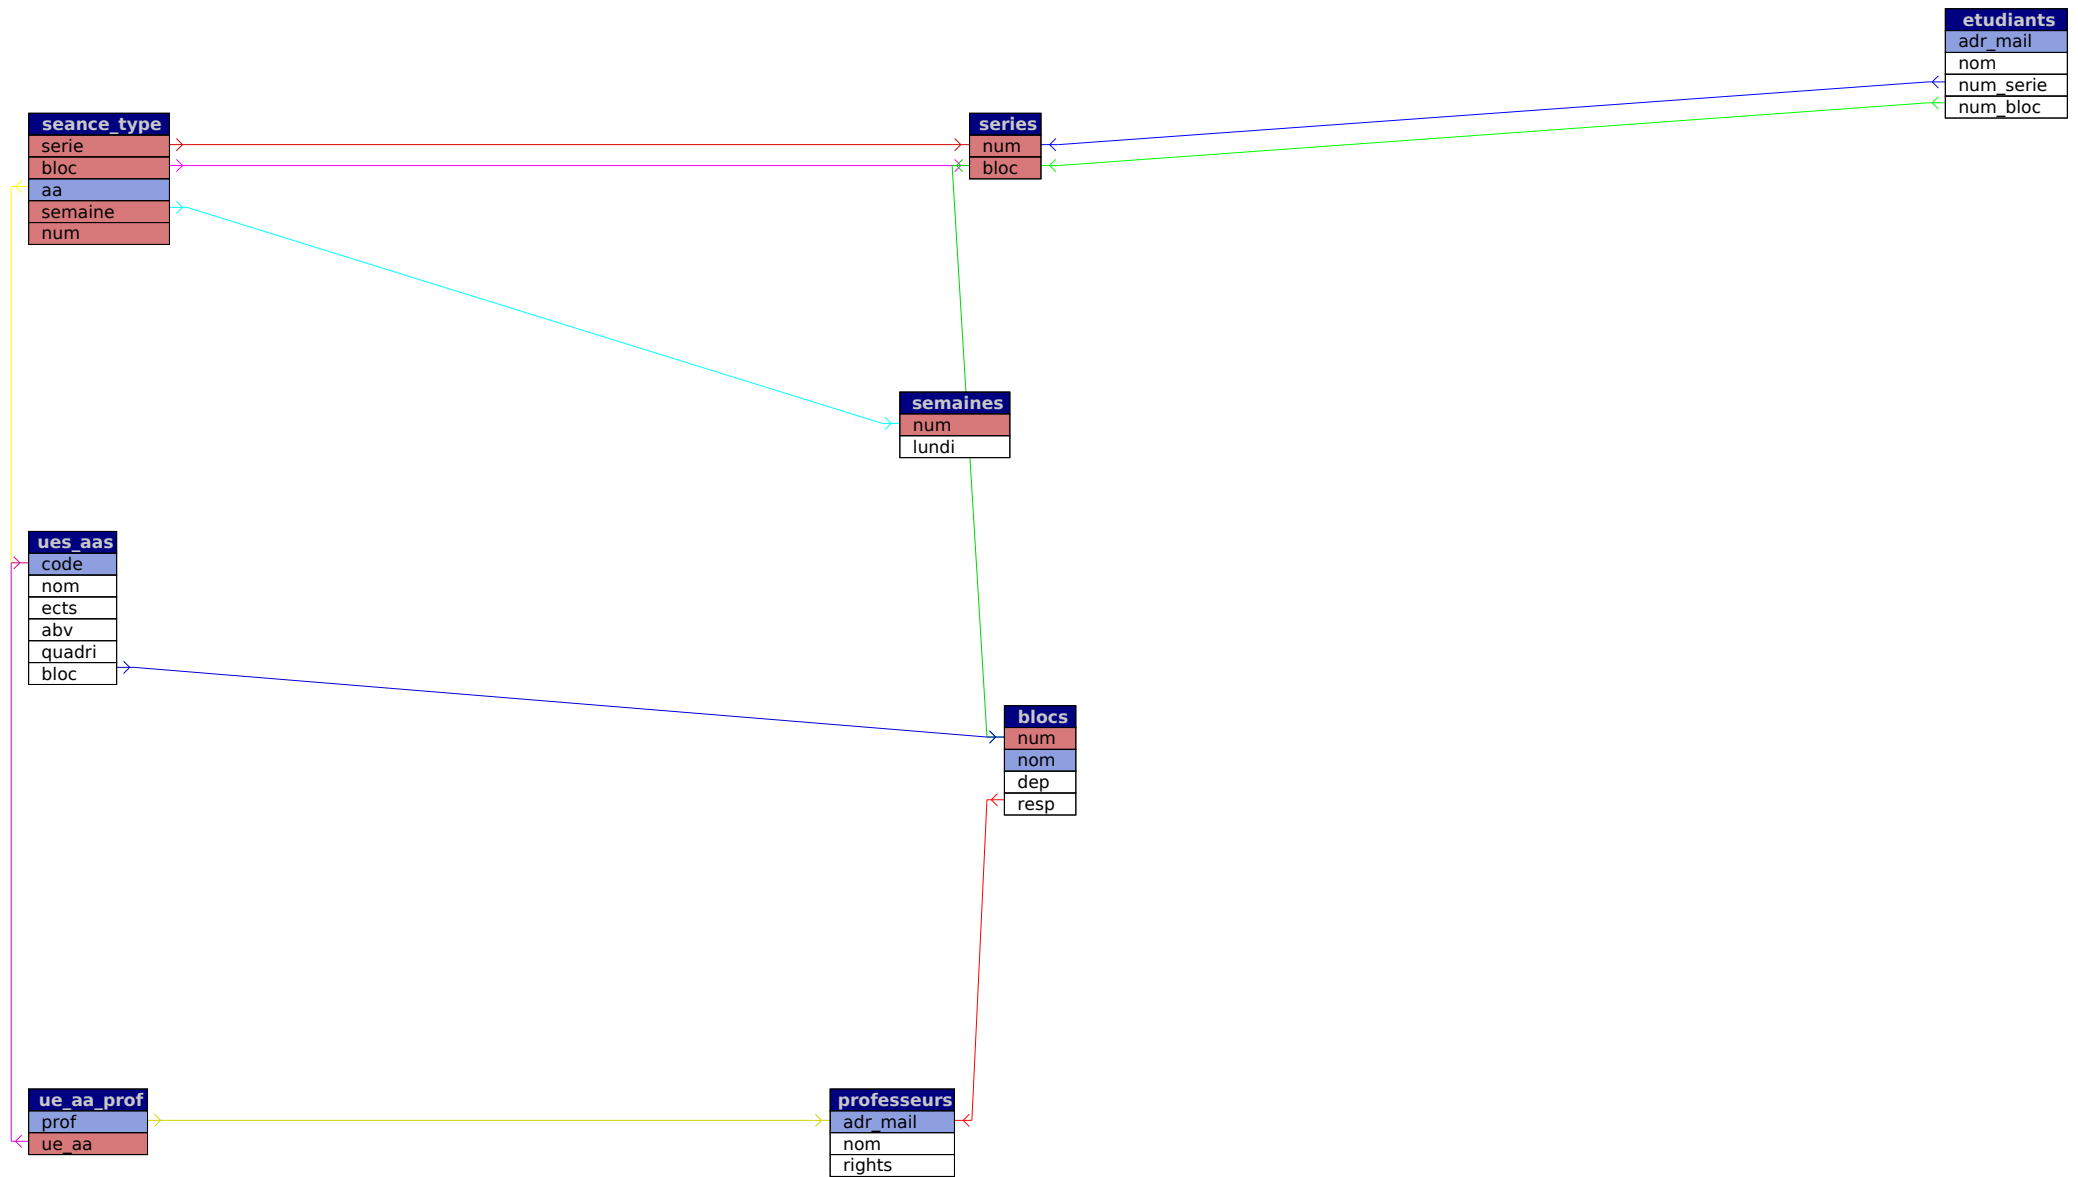 etudiants
adr_mail
nom
num_serie
num_bloc
seance_type
serie
bloc
aa
semaine
num
series
num
bloc
semaines
num
lundi
ues_aas
code
nom
ects
abv
quadri
bloc
blocs
num
nom
dep
resp
ue_aa_prof
prof
ue_aa
professeurs
adr_mail
nom
rights